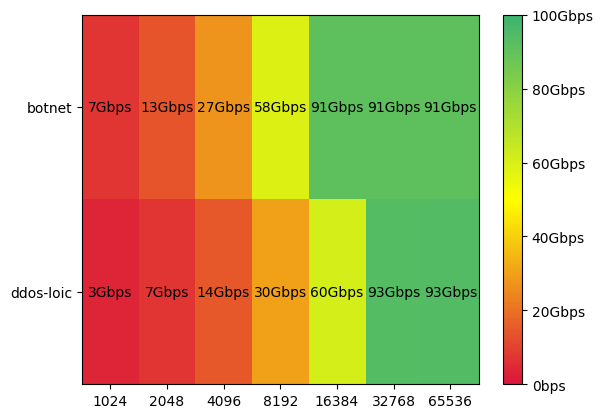 100Gbps
80Gbps
60Gbps
40Gbps
20Gbps
0bps
botnet 7Gbps 13Gbps 27Gbps 58Gbps 91Gbps 91Gbps 91Gbps
ddos-loic 3Gbps 7Gbps 14Gbps 30Gbps 60Gbps 93Gbps 93Gbps
1024 2048 4096 8192 16384 32768 65536